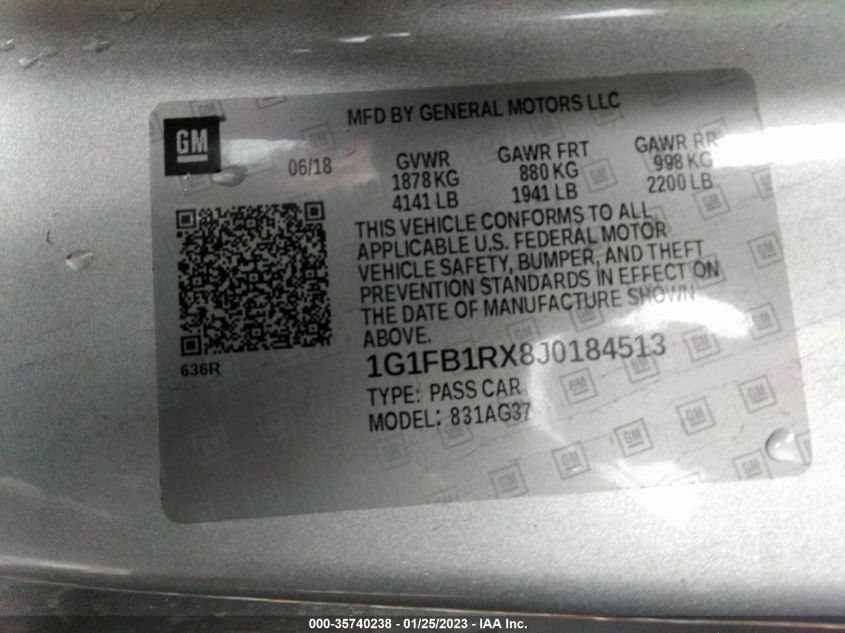 MFD BY GENERAL MOTORS LLC
GM
06/18
GVWR GAWR FRT GAWR RR
1878 KG 880 KG 998 KG
4141 LB 1941 LB 2200 LB
THIS VEHICLE CONFORMS TO ALL
APPLICABLE U.S. FEDERAL MOTOR
VEHICLE SAFETY, BUMPER, AND THEFT
PREVENTION STANDARDS IN EFFECT ON
THE DATE OF MANUFACTURE SHOWN
ABOVE.
636R
1G1FB1RX8J0184513
TYPE: PASS CAR
MODEL: 831AG37
000-35740238 - 01/25/2023 - IAA Inc.